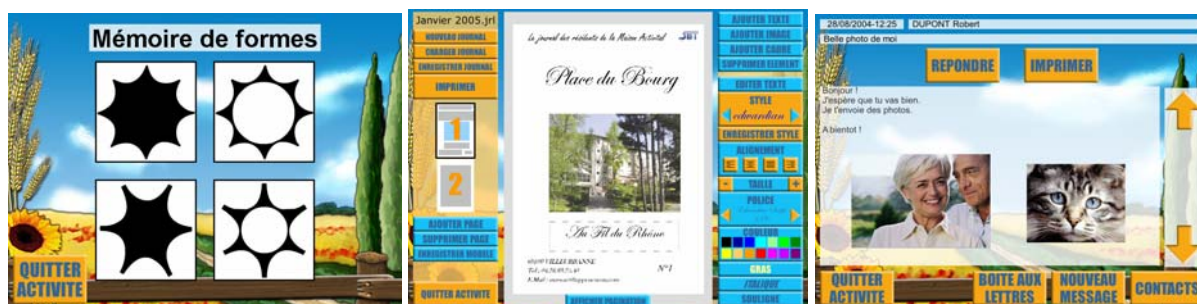 Mémoire de formes
QUITTER
ACTIVITE
Janvier 2005.jrl
NOUVEAU JOURNAL
CHARGER JOURNAL
ENREGISTRER JOURNAL
IMPRIMER
1
2
AJOUTER PAGE
SUPPRIMER PAGE
ENREGISTRER MODELE
QUITTER ACTIVITE
Le journal des résidents de la Maison
Place du Bourg
Au Fil du Rhône
N°1
AFFICHER PAGINATION
AJOUTER TEXTE
AJOUTER IMAGE
AJOUTER CADRE
SUPPRIMER ELEMENT
EDITER TEXTE
STYLE
edwardian
ENREGISTRER STYLE
ALIGNEMENT
- TAILLE +
POLICE
COULEUR
GRAS
ITALIQUE
SOULIGNE
28/08/2004-12:25 DUPONT Robert
Belle photo de moi
REPONDRE IMPRIMER
Bonjour !
J'espère que tu vas bien.
Je t'envoie des photos.
A bientot !
QUITTER
ACTIVITE
BOITE AUX
LETTRES
NOUVEAU
MESSAGE
CONTACTS